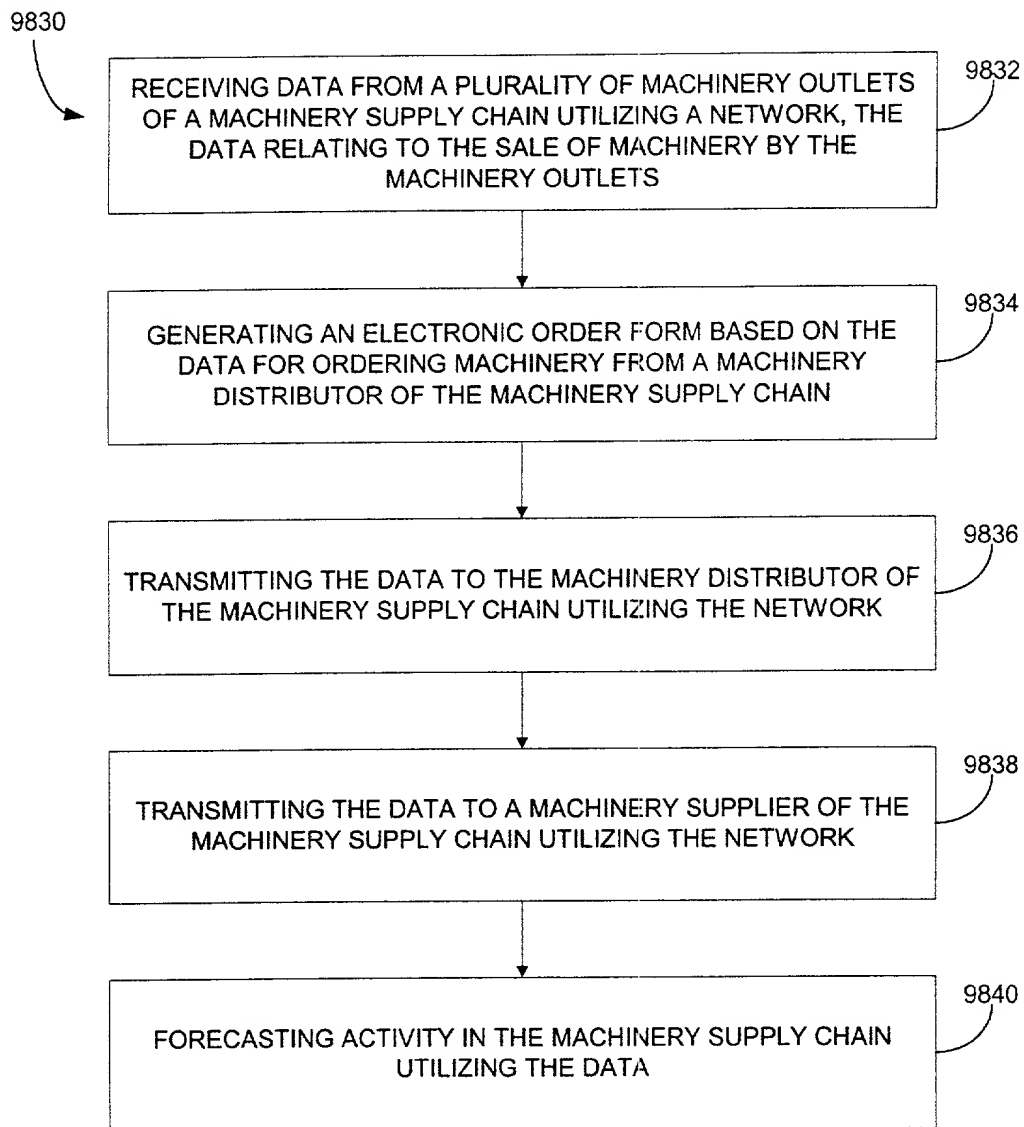 9830
RECEIVING DATA FROM A PLURALITY OF MACHINERY OUTLETS
OF A MACHINERY SUPPLY CHAIN UTILIZING A NETWORK, THE
DATA RELATING TO THE SALE OF MACHINERY BY THE
MACHINERY OUTLETS
9832
GENERATING AN ELECTRONIC ORDER FORM BASED ON THE
DATA FOR ORDERING MACHINERY FROM A MACHINERY
DISTRIBUTOR OF THE MACHINERY SUPPLY CHAIN
9834
TRANSMITTING THE DATA TO THE MACHINERY DISTRIBUTOR OF
THE MACHINERY SUPPLY CHAIN UTILIZING THE NETWORK
9836
TRANSMITTING THE DATA TO A MACHINERY SUPPLIER OF THE
MACHINERY SUPPLY CHAIN UTILIZING THE NETWORK
9838
FORECASTING ACTIVITY IN THE MACHINERY SUPPLY CHAIN
UTILIZING THE DATA
9840